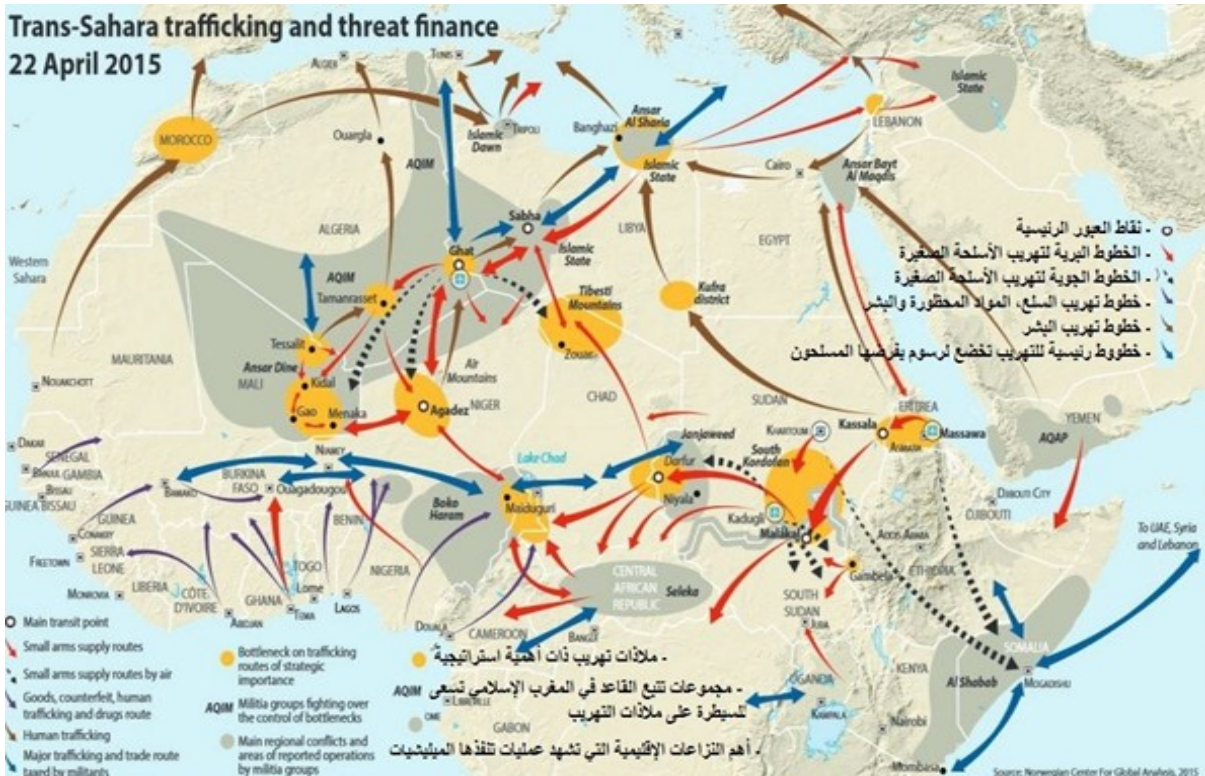 Trans-Sahara trafficking and threat finance
22 April 2015
ALGER
TUNIS
MOROCCO
Ouargla
Islamic
Dawn
TRIPOLI
Banghazi
Ansar
Al Sharia
Islamic
State
LEBANON
Islamic
State
Cairo
Ansar Bayt
Al Maqdis
AQIM
ALGERIA
Sabha
LIBYA
EGYPT
Western
Sahara
Ghat
Islamic
State
AQIM
Tamanrasset
Tibesti
Mountains
Kufra
district
- نقاط العبور الرئيسية
- الخطوط البرية لتهريب الأسلحة الصغيرة
- الخطوط الجوية لتهريب الأسلحة الصغيرة
- خطوط تهريب السلع، المواد المحظورة والبشر
- خطوط تهريب البشر
- خطووط رئيسية للتهريب تخضع لرسوم يفرضها المسلحون
Tessalit
Zouar
MAURITANIA
Ansar Dine
MALI
Kidal
Aïr
Mountains
NOUAKCHOTT
Gao
Menaka
Agadez
NIGER
CHAD
SUDAN
ERITREA
YEMEN
KHARTOUM
Kassala
ASMARA
Massawa
AQAP
DAKAR
SENEGAL
GAMBIA
BISSAU
GUINEA BISSAU
BAMAKO
NIAMEY
BURKINA
FASO
Ouagadougou
Lake Chad
Janjaweed
Darfur
South
Kordofan
Boko
Haram
Maiduguri
Niyala
Kadugli
Malakal
DJIBOUTI CITY
DJIBOUTI
GUINEA
CONAKRY
BENIN
ADDIS ABABA
To UAE, Syria
and Lebanon
FREETOWN
SIERRA
LEONE
TOGO
NIGERIA
CENTRAL
AFRICAN
REPUBLIC
Seleka
Gambela
ETHIOPIA
MONROVIA
LIBERIA
CÔTE
D'IVOIRE
GHANA
Lome
LAGOS
SOUTH
SUDAN
ABIDJAN
TEMA
DOUALA
CAMEROON
BANGUI
JUBA
SOMALIA
MOGADISHU
KENYA
Al Shabab
UGANDA
KAMPALA
GABON
Nairobi
Mombasa
Main transit point
Small arms supply routes
Small arms supply routes by air
Goods, counterfeit, human
trafficking and drugs route
Human trafficking
Major trafficking and trade route
taxed by militants
Bottleneck on trafficking
routes of strategic
importance
AQIM Militia groups fighting over
the control of bottlenecks
Main regional conflicts and
areas of reported operations
by militia groups
- ملاذات تهريب ذات أهمية استراتيجية
AQIM - مجموعات تتبع القاعد في المغرب الإسلامي تسعى
للسيطرة على ملاذات التهريب
- أهم النزاعات الإقليمية التي تشهد عمليات تنفذها الميليشيات
Source: Norwegian Center For Global Analysis, 2015